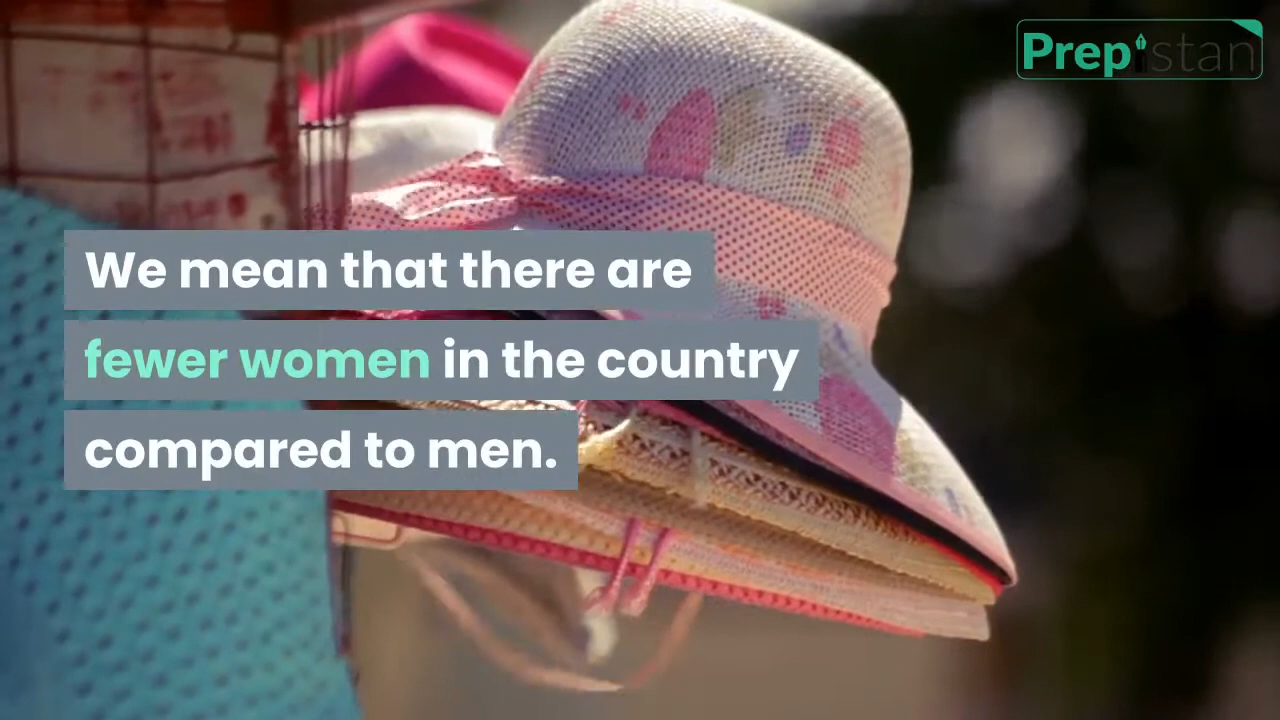 Prepistan
We mean that there are
fewer women in the country
compared to men.